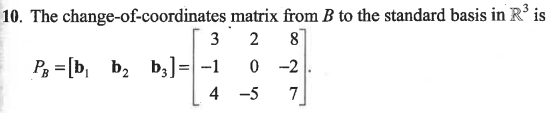 10. The change-of-coordinates matrix from B to the standard basis in ℝ³ is
3 2 8
P_B = [b₁ b₂ b₃] = -1 0 -2 .
4 -5 7